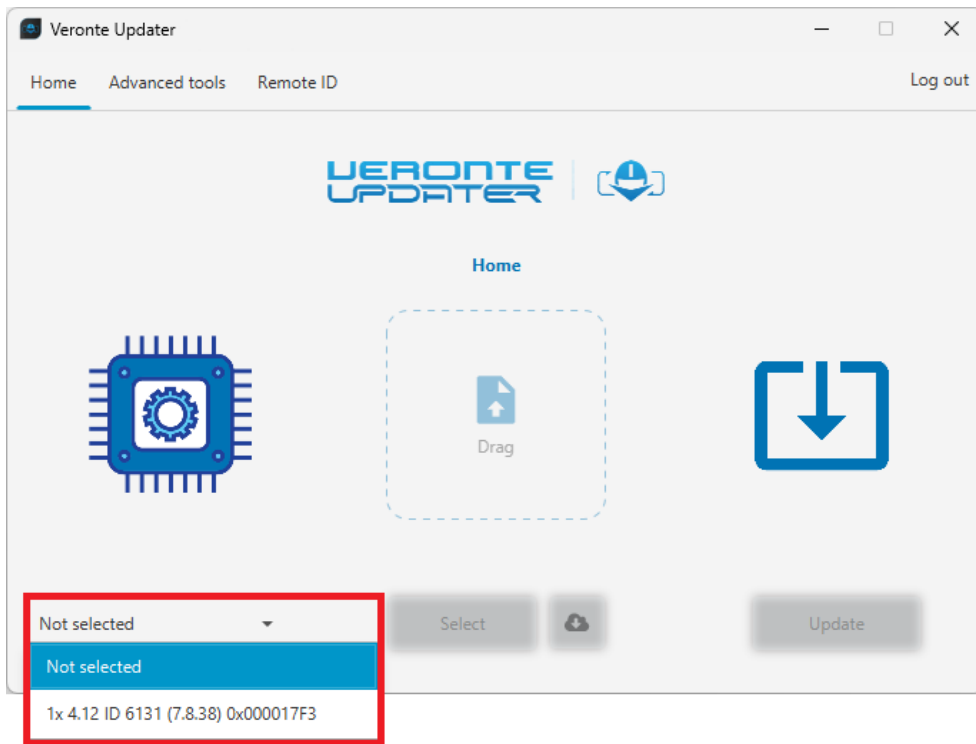 Veronte Updater
Home Advanced tools Remote ID Log out
VERONTE
UPDATER
Home
Drag
Not selected Select Update
Not selected
1x 4.12 ID 6131 (7.8.38) 0x000017F3